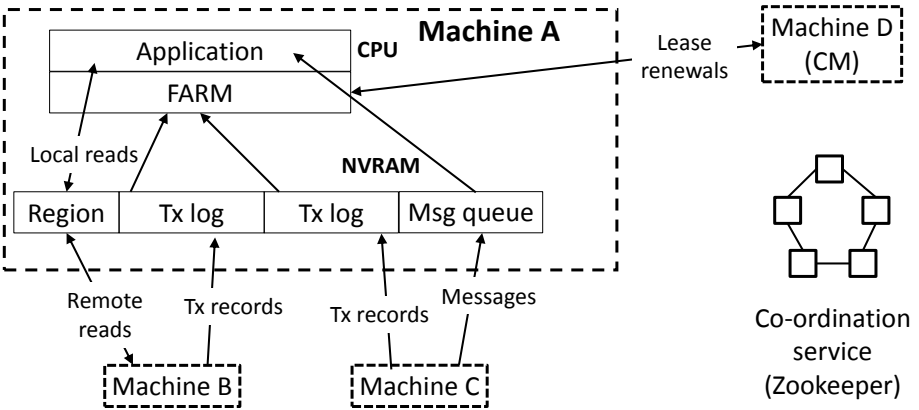 Machine A
Application
CPU
FARM
Local reads
NVRAM
Region
Tx log
Tx log
Msg queue
Remote
reads
Tx records
Tx records
Messages
Machine B
Machine C
Lease
renewals
Machine D
(CM)
Co-ordination
service
(Zookeeper)